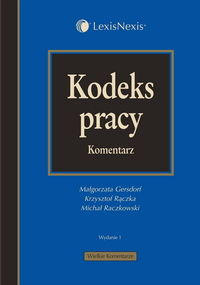 LexisNexis®
Kodeks
pracy
Komentarz
Małgorzata Gersdorf
Krzysztof Rączka
Michał Raczkowski
Wydanie 1
Wielkie Komentarze